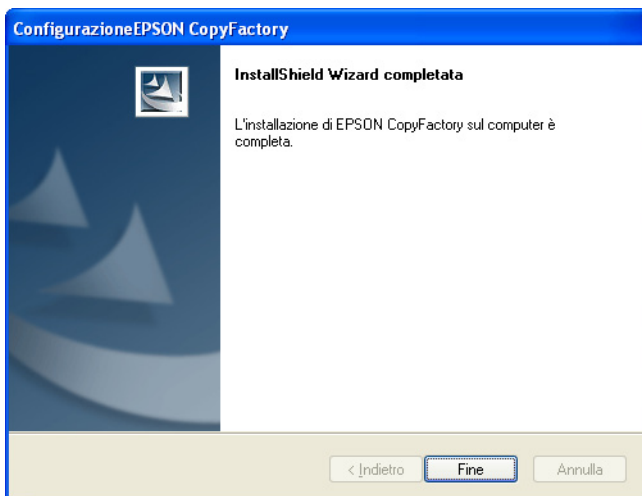 ConfigurazioneEPSON CopyFactory
InstallShield Wizard completata
L'installazione di EPSON CopyFactory sul computer è
completa.
< Indietro Fine Annulla